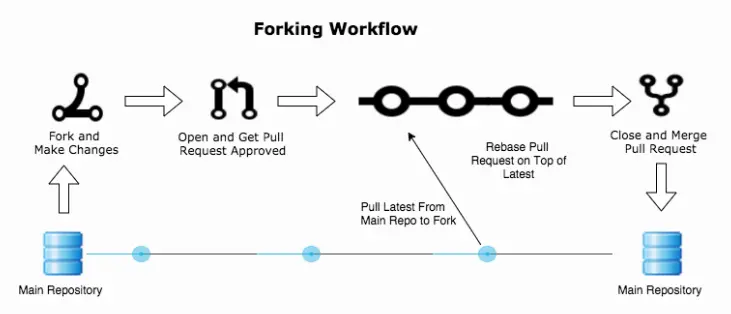 Forking Workflow
Fork and
Make Changes
Open and Get Pull
Request Approved
Rebase Pull
Request on Top of
Latest
Close and Merge
Pull Request
Pull Latest From
Main Repo to Fork
Main Repository
Main Repository